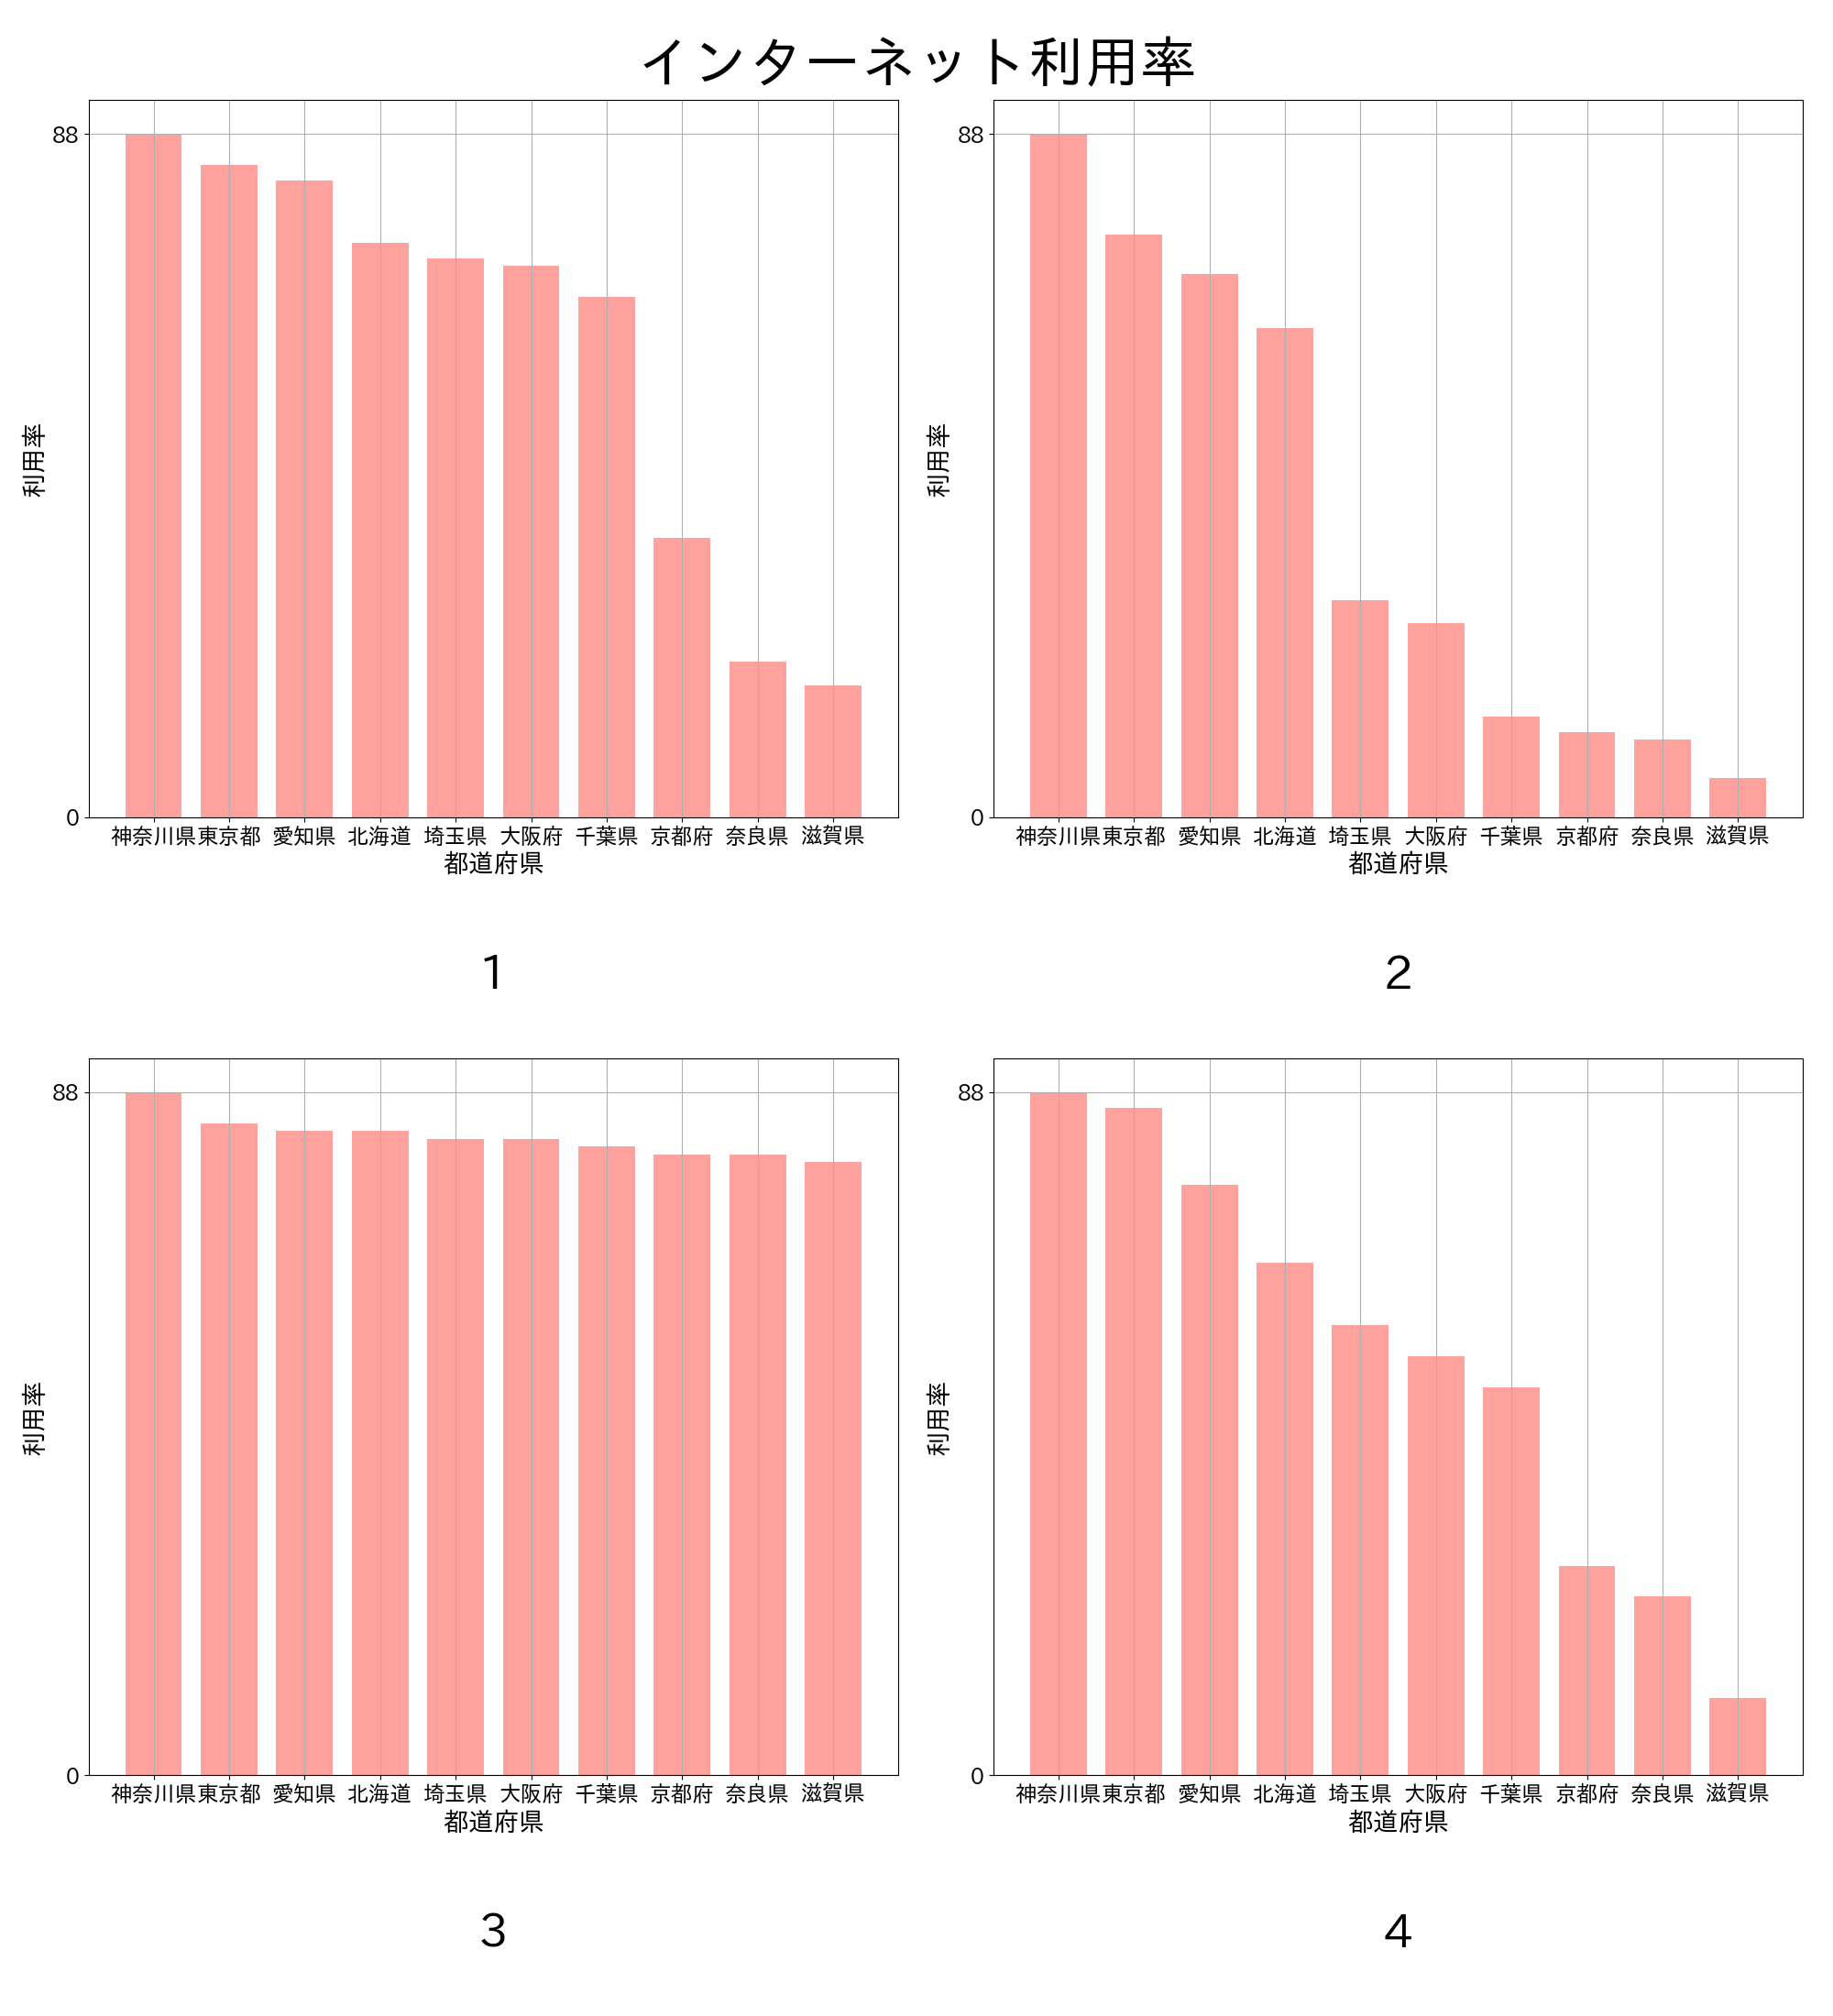 インターネット利用率
88
利用率
0
神奈川県 東京都 愛知県 北海道 埼玉県 大阪府 千葉県 京都府 奈良県 滋賀県
都道府県
1
88
利用率
0
神奈川県 東京都 愛知県 北海道 埼玉県 大阪府 千葉県 京都府 奈良県 滋賀県
都道府県
2
88
利用率
0
神奈川県 東京都 愛知県 北海道 埼玉県 大阪府 千葉県 京都府 奈良県 滋賀県
都道府県
3
88
利用率
0
神奈川県 東京都 愛知県 北海道 埼玉県 大阪府 千葉県 京都府 奈良県 滋賀県
都道府県
4